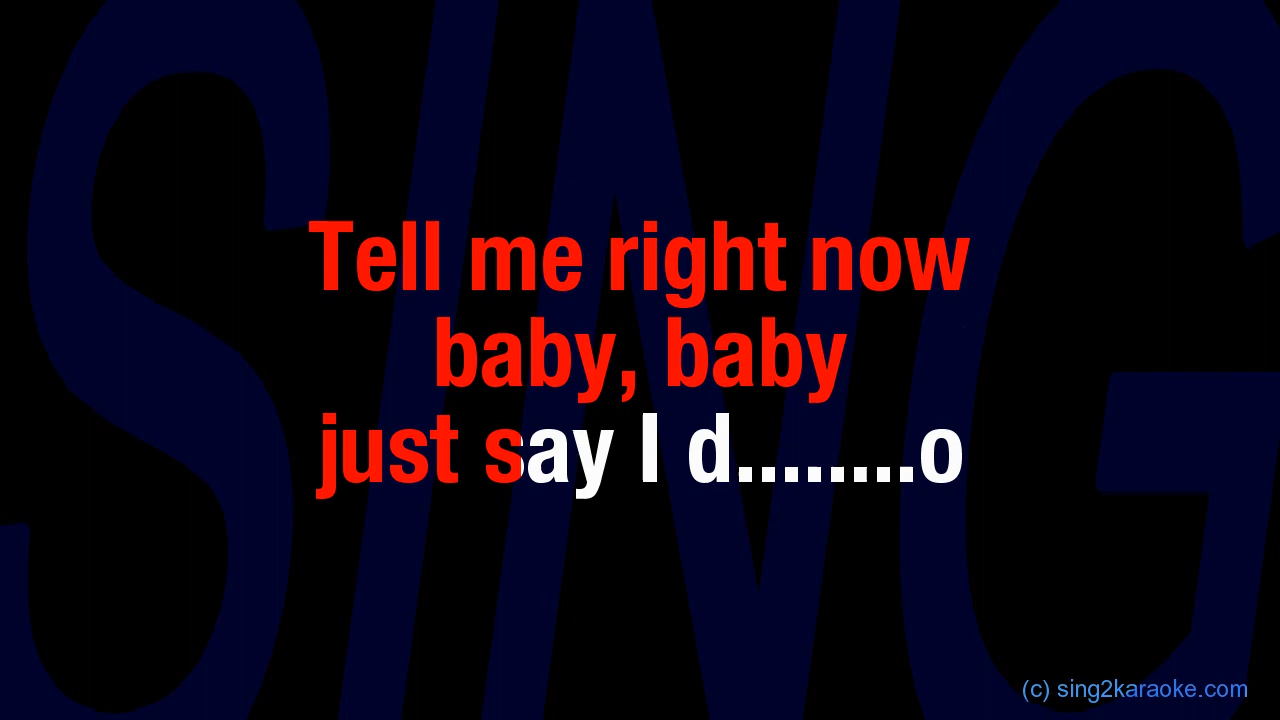 SING
Tell me right now
baby, baby
just say I d........o
(c) sing2karaoke.com